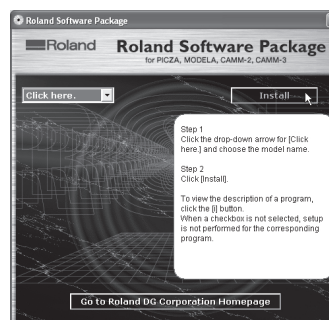 Roland Software Package
Roland
Roland Software Package
for PICZA, MODELA, CAMM-2, CAMM-3
Click here.
Install
Step 1
Click the drop-down arrow for [Click
here.] and choose the model name.
Step 2
Click [Install].
To view the description of a program,
click the [i] button.
When a checkbox is not selected, setup
is not performed for the corresponding
program.
Go to Roland DG Corporation Homepage